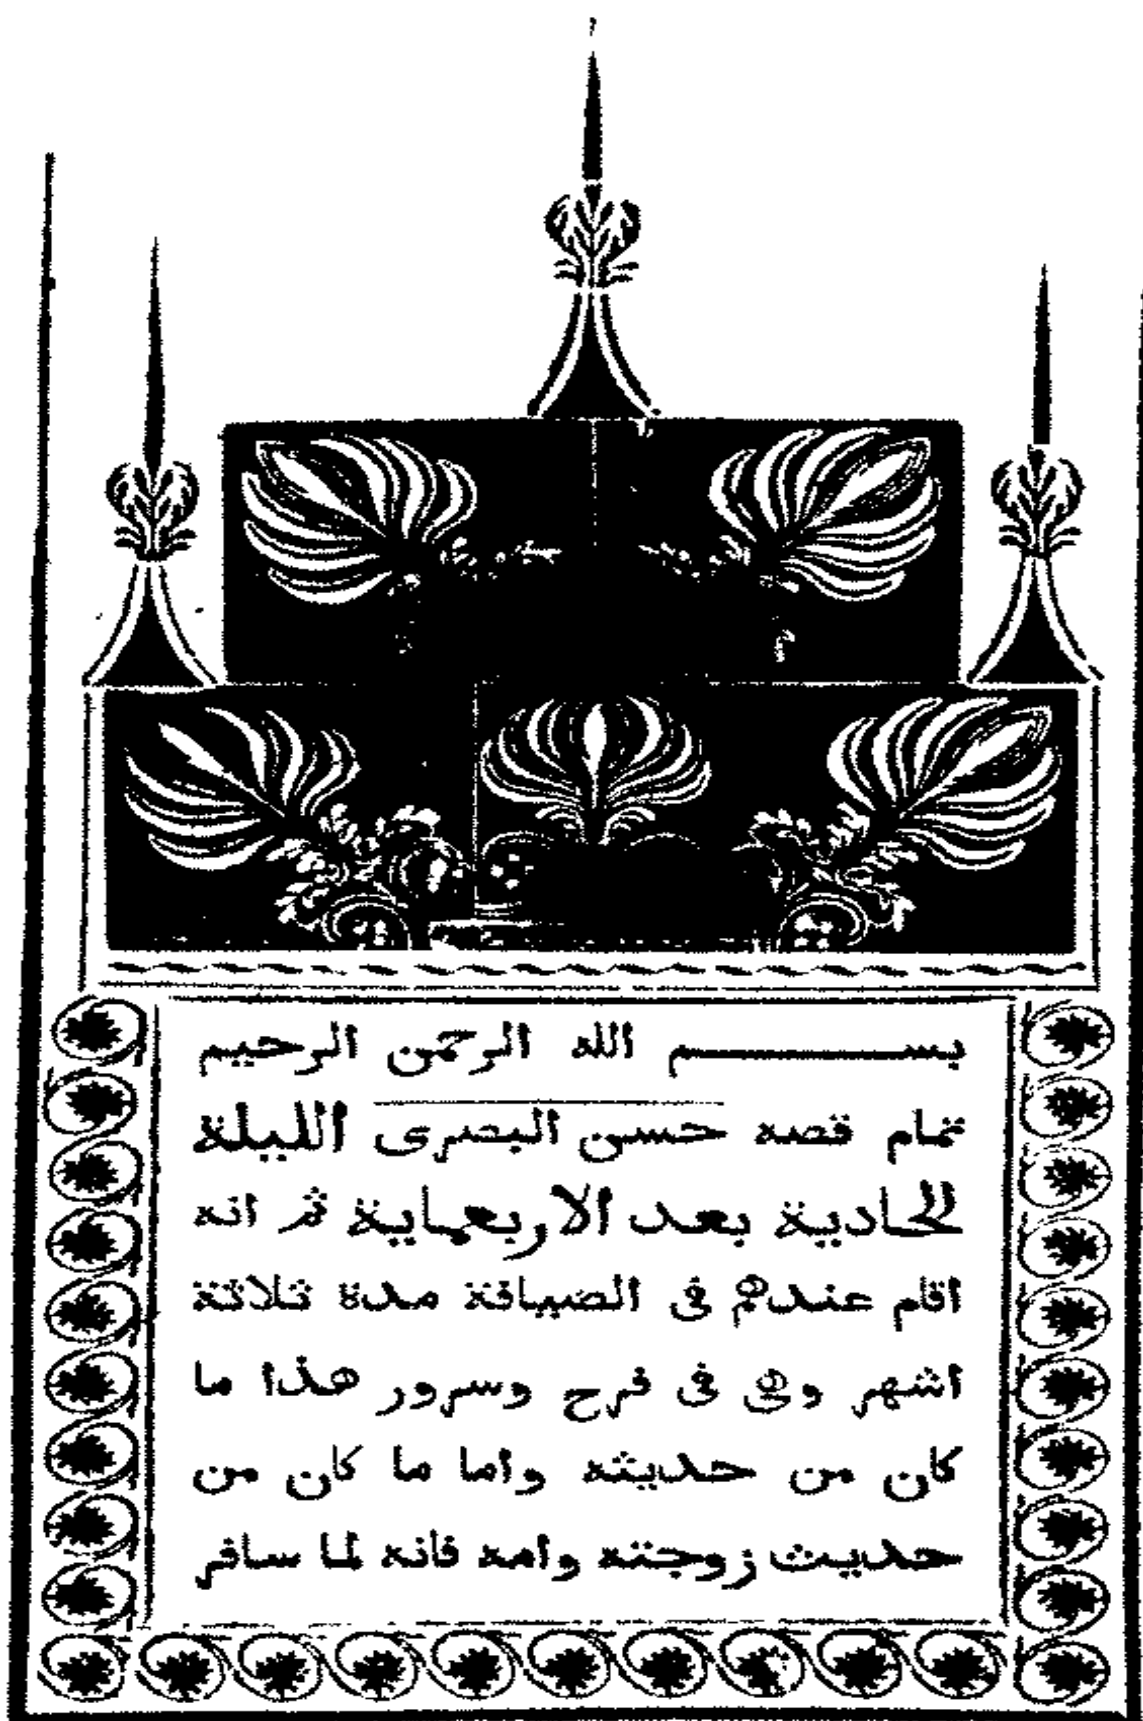 بســـــــم الله الرحمن الرحيم
تمام قصه حسن البصرى الليلة
الحادية بعد الاربعماية ثم انه
اقام عندهم فى الضيافة مدة ثلاثة
اشهر وهى فى فرح وسرور هذا ما
كان من حديثه واما ما كان من
حديث زوجته وامه فانه لما سافر